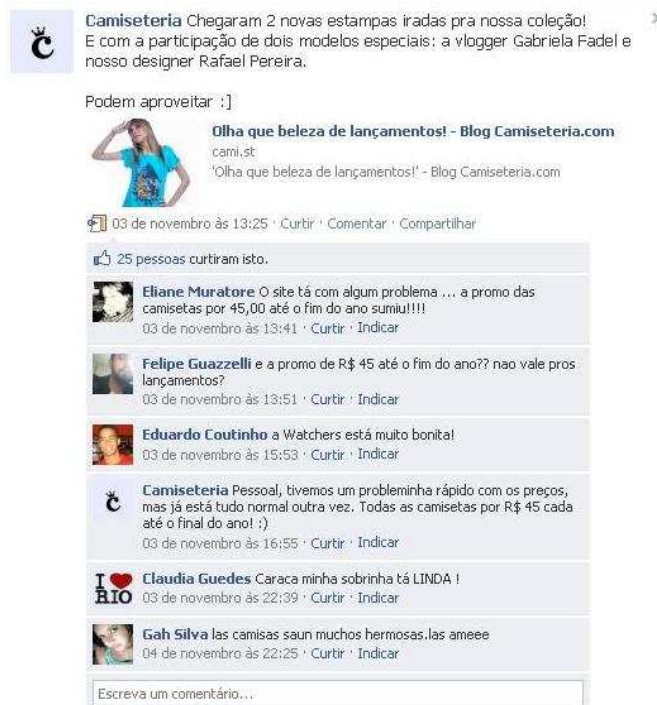 Camiseteria Chegaram 2 novas estampas iradas pra nossa coleção!
E com a participação de dois modelos especiais: a vlogger Gabriela Fadel e
nosso designer Rafael Pereira.
Podem aproveitar :]
Olha que beleza de lançamentos! - Blog Camiseteria.com
cami.st
'Olha que beleza de lançamentos!' - Blog Camiseteria.com
03 de novembro às 13:25 · Curtir · Comentar · Compartilhar
25 pessoas curtiram isto.
Eliane Muratore O site tá com algum problema ... a promo das
camisetas por 45,00 até o fim do ano sumiu!!!!
03 de novembro às 13:41 · Curtir · Indicar
Felipe Guazzelli e a promo de R$ 45 até o fim do ano?? nao vale pros
lançamentos?
03 de novembro às 13:51 · Curtir · Indicar
Eduardo Coutinho a Watchers está muito bonita!
03 de novembro às 15:53 · Curtir · Indicar
Camiseteria Pessoal, tivemos um probleminha rápido com os preços,
mas já está tudo normal outra vez. Todas as camisetas por R$ 45 cada
até o final do ano! :)
03 de novembro às 16:55 · Curtir · Indicar
I ❤ RIO
Claudia Guedes Caraca minha sobrinha tá LINDA !
03 de novembro às 22:39 · Curtir · Indicar
Gah Silva las camisas saun muchos hermosas.las ameee
04 de novembro às 22:25 · Curtir · Indicar
Escreva um comentário...